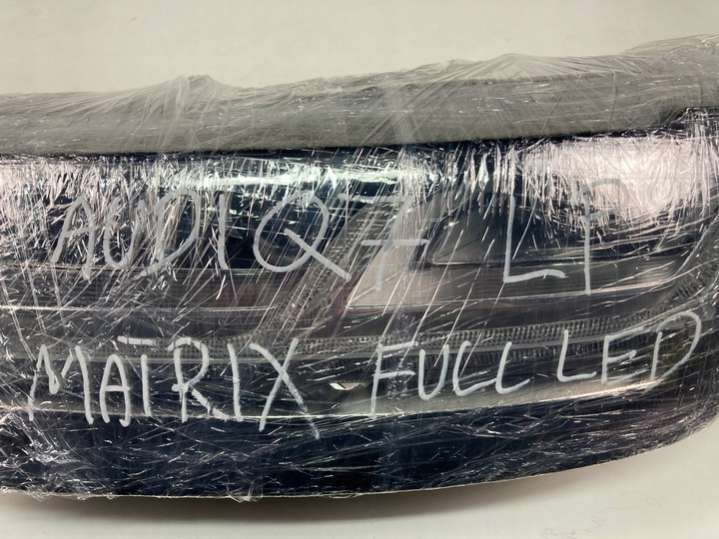 AUDI Q7 LP
MATRIX FULL LED